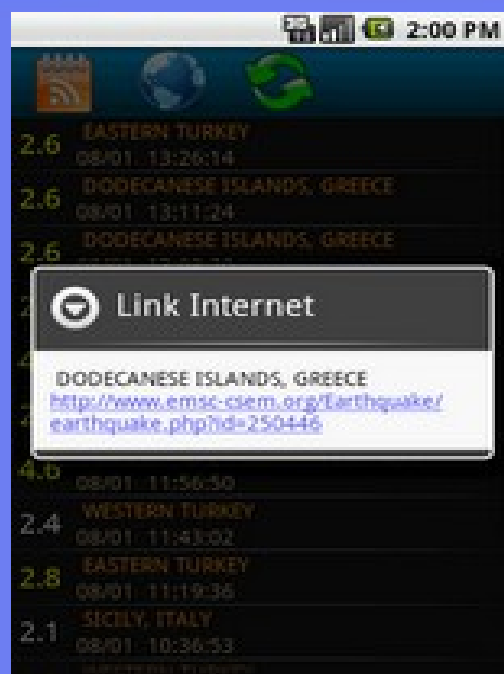 2:00 PM
EASTERN TURKEY
2.6
08/01 13:26:14
DODECANESE ISLANDS, GREECE
2.6
08/01 13:11:24
DODECANESE ISLANDS, GREECE
2.6
Link Internet
DODECANESE ISLANDS, GREECE
http://www.emsc-csem.org/Earthquake/
earthquake.php?id=250446
4.6
08/01 11:56:50
WESTERN TURKEY
2.4
08/01 11:43:02
EASTERN TURKEY
2.8
08/01 11:19:36
SICILY, ITALY
2.1
08/01 10:36:53